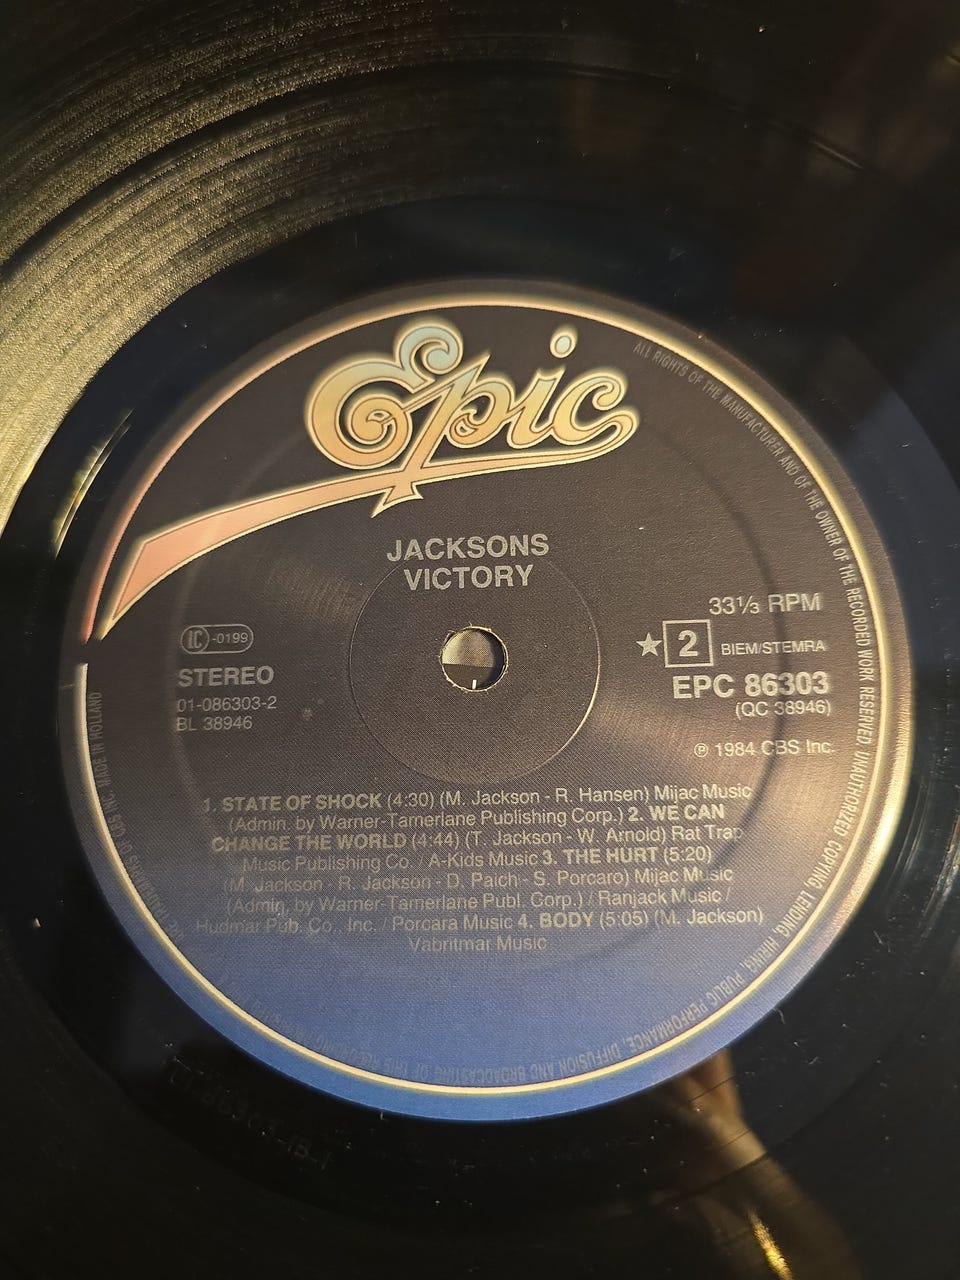 Epic
JACKSONS
VICTORY
33⅓ RPM
LC -0199
★ 2 BIEM/STEMRA
STEREO
EPC 86303
01-086303-2
(QC 38946)
BL 38946
℗ 1984 CBS Inc.
1. STATE OF SHOCK (4:30) (M. Jackson - R. Hansen) Mijac Music
(Admin. by Warner-Tamerlane Publishing Corp.) 2. WE CAN
CHANGE THE WORLD (4:44) (T. Jackson - W. Arnold) Rat Trap
Music Publishing Co. / A-Kids Music 3. THE HURT (5:20)
(M. Jackson - R. Jackson - D. Paich - S. Porcaro) Mijac Music
(Admin. by Warner-Tamerlane Publ. Corp.) / Ranjack Music /
Hudmar Pub. Co., Inc. / Porcara Music 4. BODY (5:05) (M. Jackson)
Vabritmar Music
ALL RIGHTS OF THE MANUFACTURER AND OF THE OWNER OF THE RECORDED WORK RESERVED. UNAUTHORIZED COPYING, LENDING, HIRING, PUBLIC PERFORMANCE, DIFFUSION AND BROADCASTING OF THIS RECORD
OF CBS INC. MADE IN HOLLAND